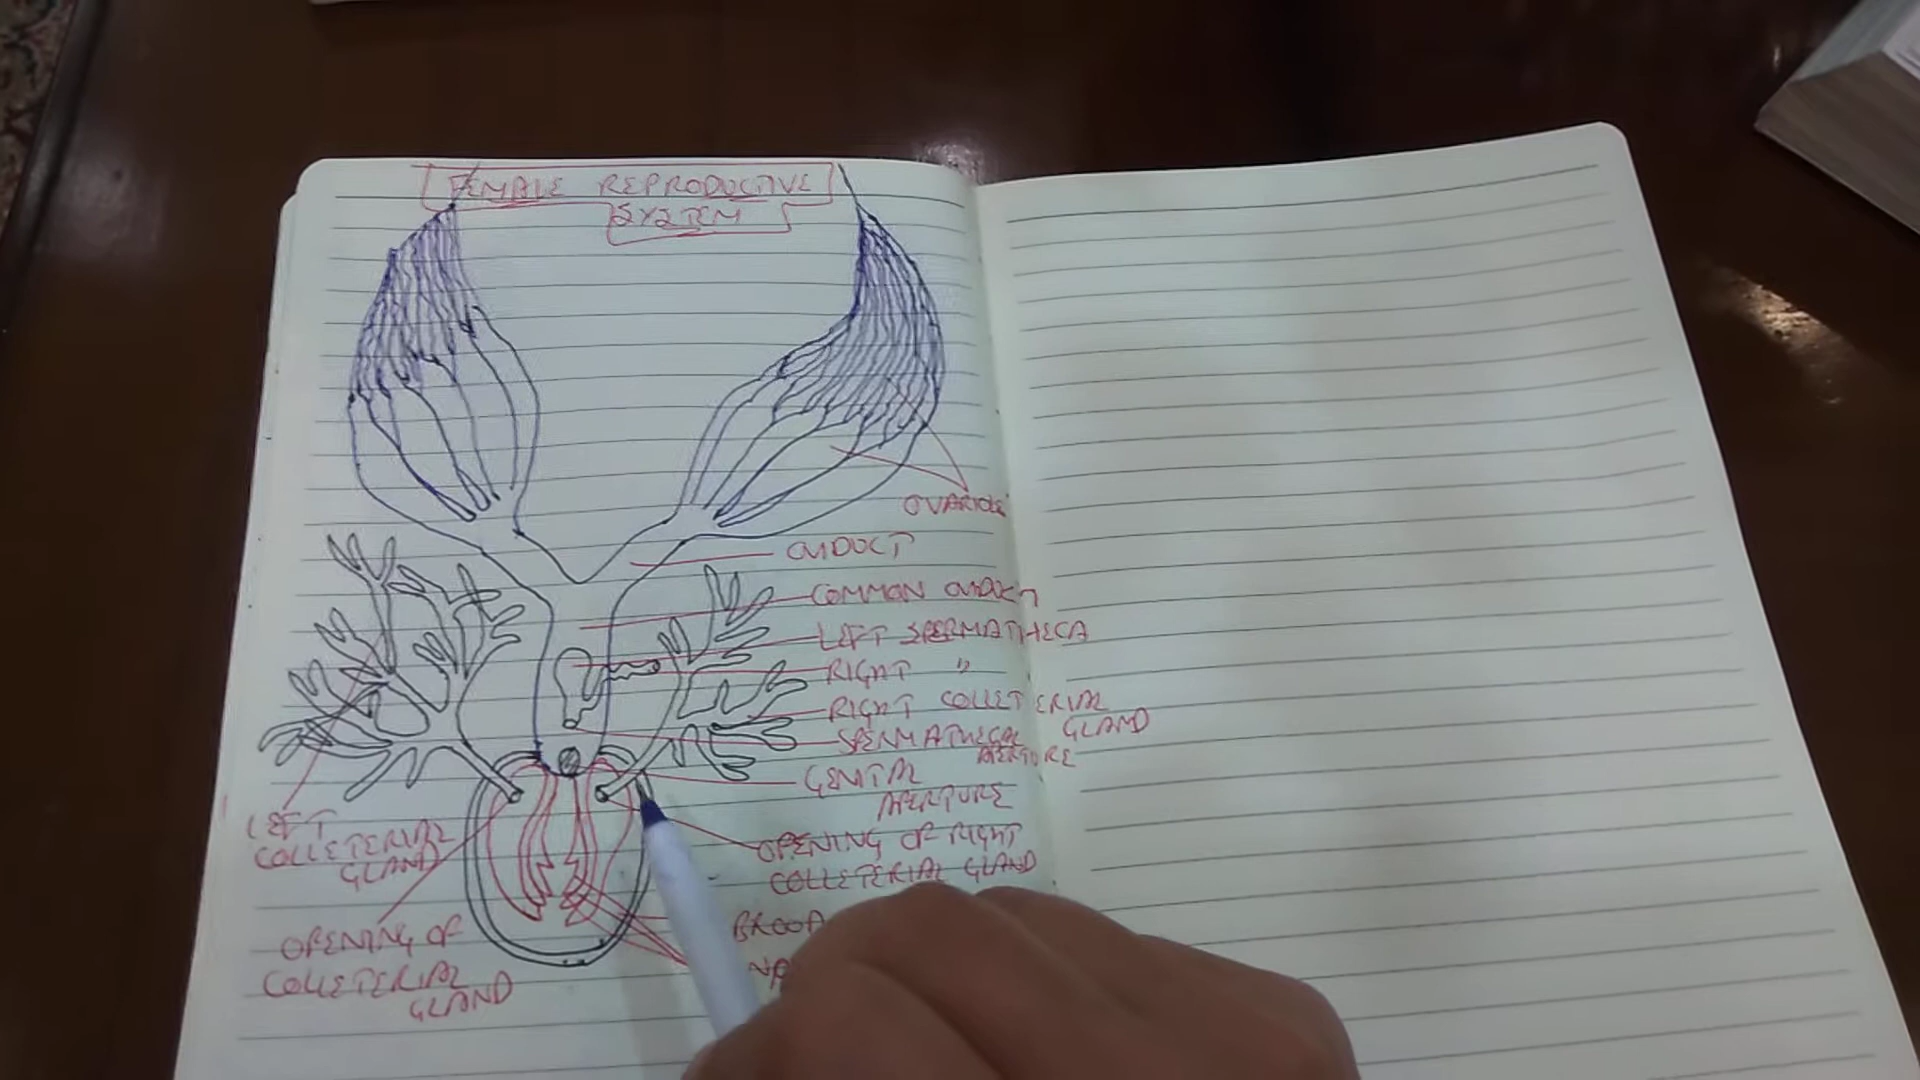 FEMALE REPRODUCTIVE
SYSTEM
OVARIOLE
OVIDUCT
COMMON OVIDUCT
LEFT SPERMATHECA
RIGHT "
RIGHT COLLETERIAL
GLAND
SPERMATHECAL
APERTURE
GENITAL
APERTURE
OPENING OF RIGHT
COLLETERIAL GLAND
BROOD
LEFT
COLLETERIAL
GLAND
OPENING OF
COLLETERIAL
GLAND